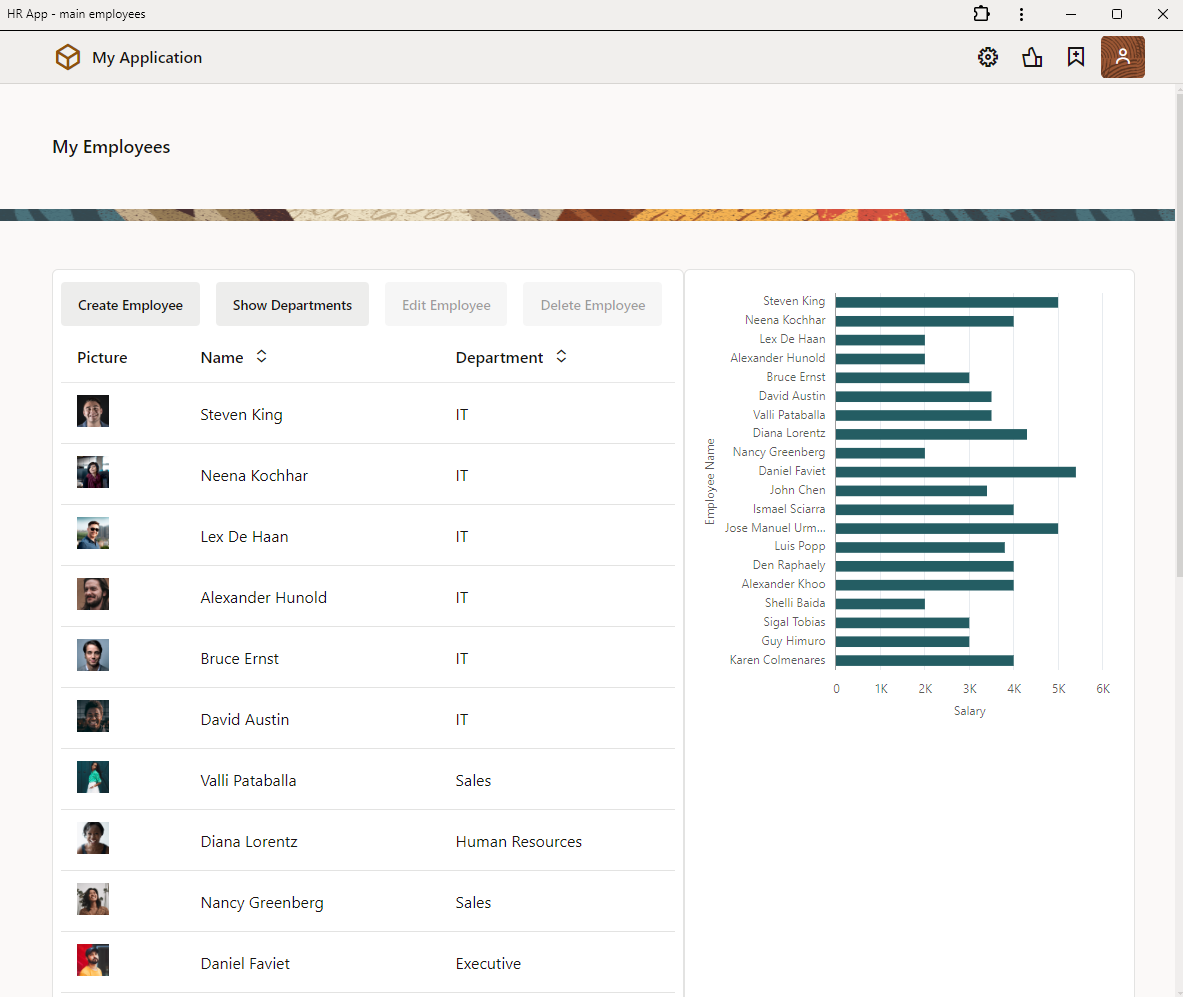 HR App - main employees
My Application
My Employees
Create Employee Show Departments Edit Employee Delete Employee
Picture Name Department
Steven King IT
Neena Kochhar IT
Lex De Haan IT
Alexander Hunold IT
Bruce Ernst IT
David Austin IT
Valli Pataballa Sales
Diana Lorentz Human Resources
Nancy Greenberg Sales
Daniel Faviet Executive
Employee Name
Steven King
Neena Kochhar
Lex De Haan
Alexander Hunold
Bruce Ernst
David Austin
Valli Pataballa
Diana Lorentz
Nancy Greenberg
Daniel Faviet
John Chen
Ismael Sciarra
Jose Manuel Urm...
Luis Popp
Den Raphaely
Alexander Khoo
Shelli Baida
Sigal Tobias
Guy Himuro
Karen Colmenares
0 1K 2K 3K 4K 5K 6K
Salary